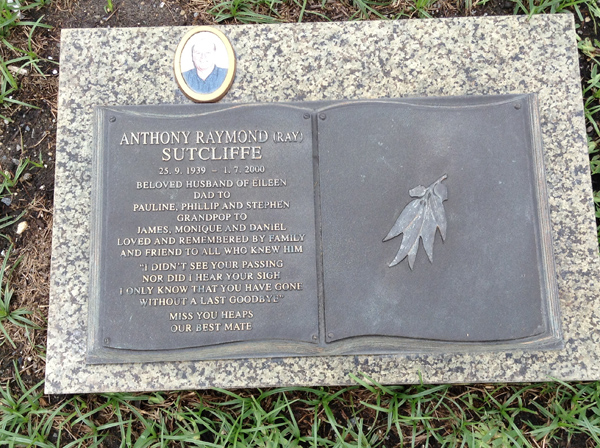 ANTHONY RAYMOND (RAY)
SUTCLIFFE
25. 9. 1939 - 1. 7. 2000
BELOVED HUSBAND OF EILEEN
DAD TO
PAULINE, PHILLIP AND STEPHEN
GRANDPOP TO
JAMES, MONIQUE AND DANIEL
LOVED AND REMEMBERED BY FAMILY
AND FRIEND TO ALL WHO KNEW HIM
"I DIDN'T SEE YOUR PASSING
NOR DID I HEAR YOUR SIGH
I ONLY KNOW THAT YOU HAVE GONE
WITHOUT A LAST GOODBYE"
MISS YOU HEAPS
OUR BEST MATE